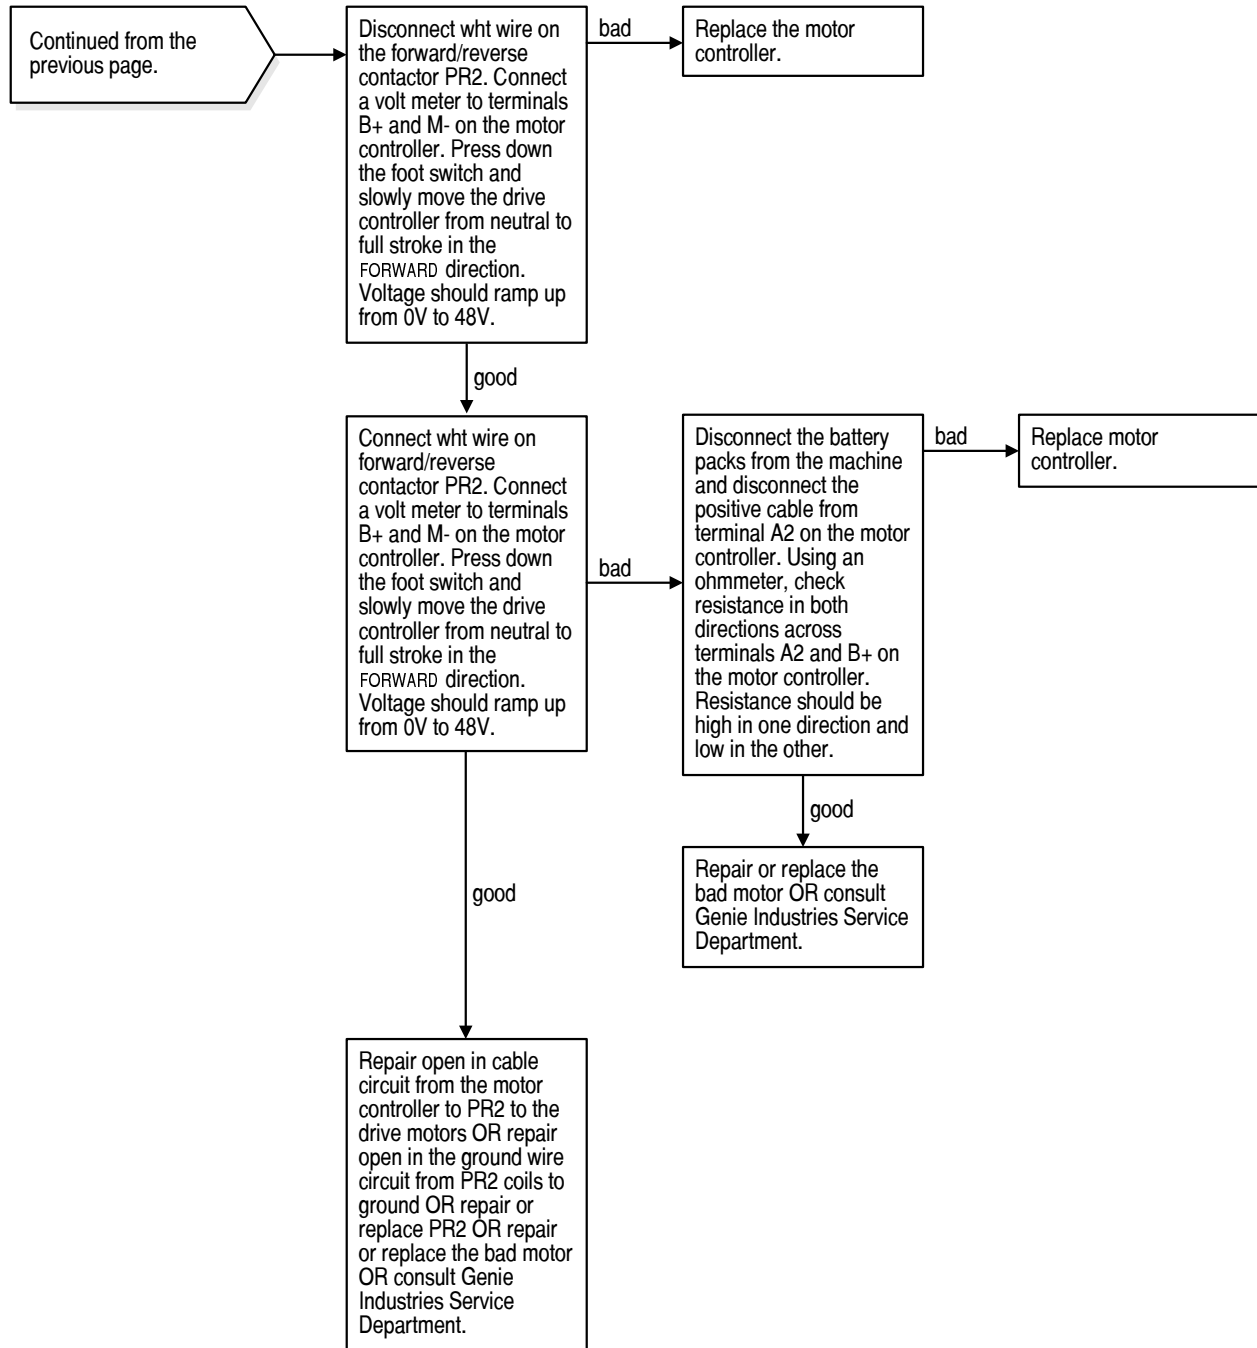 Continued from the
previous page.
Disconnect wht wire on
the forward/reverse
contactor PR2. Connect
a volt meter to terminals
B+ and M- on the motor
controller. Press down
the foot switch and
slowly move the drive
controller from neutral to
full stroke in the
FORWARD direction.
Voltage should ramp up
from 0V to 48V.
bad
Replace the motor
controller.
good
Connect wht wire on
forward/reverse
contactor PR2. Connect
a volt meter to terminals
B+ and M- on the motor
controller. Press down
the foot switch and
slowly move the drive
controller from neutral to
full stroke in the
FORWARD direction.
Voltage should ramp up
from 0V to 48V.
bad
Disconnect the battery
packs from the machine
and disconnect the
positive cable from
terminal A2 on the motor
controller. Using an
ohmmeter, check
resistance in both
directions across
terminals A2 and B+ on
the motor controller.
Resistance should be
high in one direction and
low in the other.
bad
Replace motor
controller.
good
Repair or replace the
bad motor OR consult
Genie Industries Service
Department.
good
Repair open in cable
circuit from the motor
controller to PR2 to the
drive motors OR repair
open in the ground wire
circuit from PR2 coils to
ground OR repair or
replace PR2 OR repair
or replace the bad motor
OR consult Genie
Industries Service
Department.